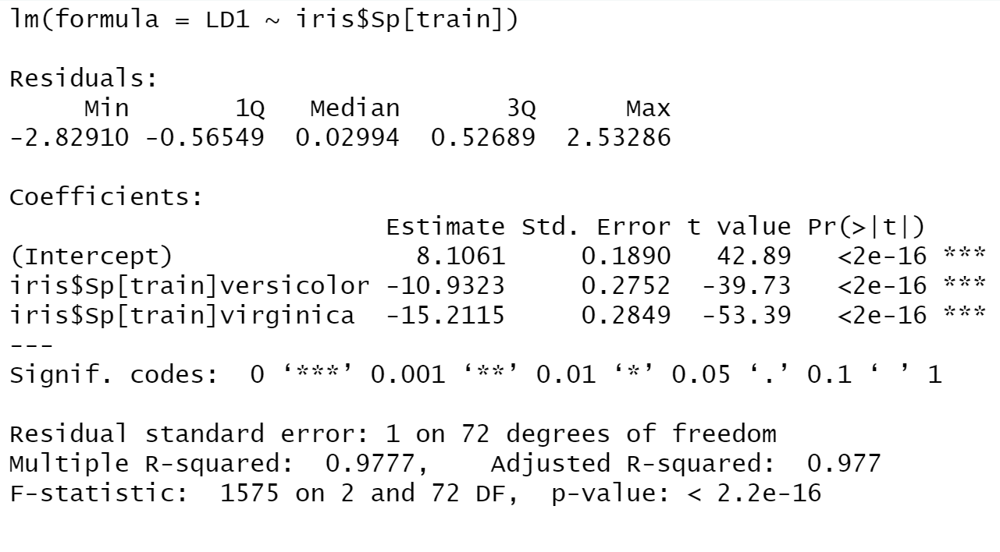 lm(formula = LD1 ~ iris$Sp[train])
Residuals:
Min 1Q Median 3Q Max
-2.82910 -0.56549 0.02994 0.52689 2.53286
Coefficients:
Estimate Std. Error t value Pr(>|t|)
(Intercept) 8.1061 0.1890 42.89 <2e-16 ***
iris$Sp[train]versicolor -10.9323 0.2752 -39.73 <2e-16 ***
iris$Sp[train]virginica -15.2115 0.2849 -53.39 <2e-16 ***
---
Signif. codes: 0 ‘***’ 0.001 ‘**’ 0.01 ‘*’ 0.05 ‘.’ 0.1 ‘ ’ 1
Residual standard error: 1 on 72 degrees of freedom
Multiple R-squared: 0.9777, Adjusted R-squared: 0.977
F-statistic: 1575 on 2 and 72 DF, p-value: < 2.2e-16